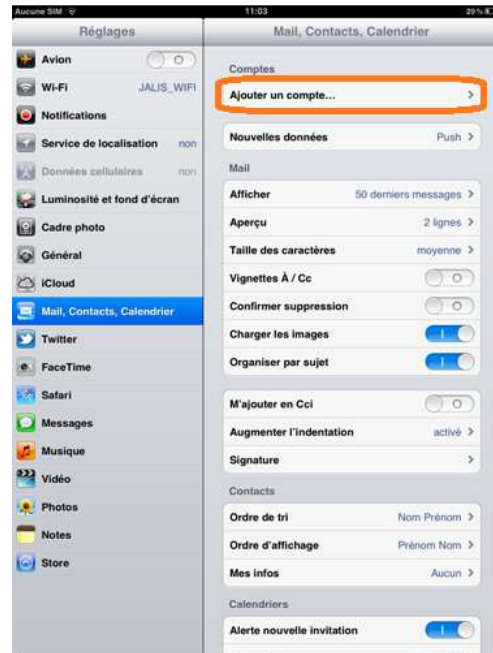 Aucune SIM 11:03 29 %
Réglages
Avion
Wi-Fi JALIS_WIFI
Notifications
Service de localisation non
Données cellulaires non
Luminosité et fond d'écran
Cadre photo
Général
iCloud
Mail, Contacts, Calendrier
Twitter
FaceTime
Safari
Messages
Musique
Vidéo
Photos
Notes
Store
Mail, Contacts, Calendrier
Comptes
Ajouter un compte...
Nouvelles données Push
Mail
Afficher 50 derniers messages
Aperçu 2 lignes
Taille des caractères moyenne
Vignettes À / Cc
Confirmer suppression
Charger les images
Organiser par sujet
M'ajouter en Cci
Augmenter l'indentation activé
Signature
Contacts
Ordre de tri Nom Prénom
Ordre d'affichage Prénom Nom
Mes infos Aucun
Calendriers
Alerte nouvelle invitation